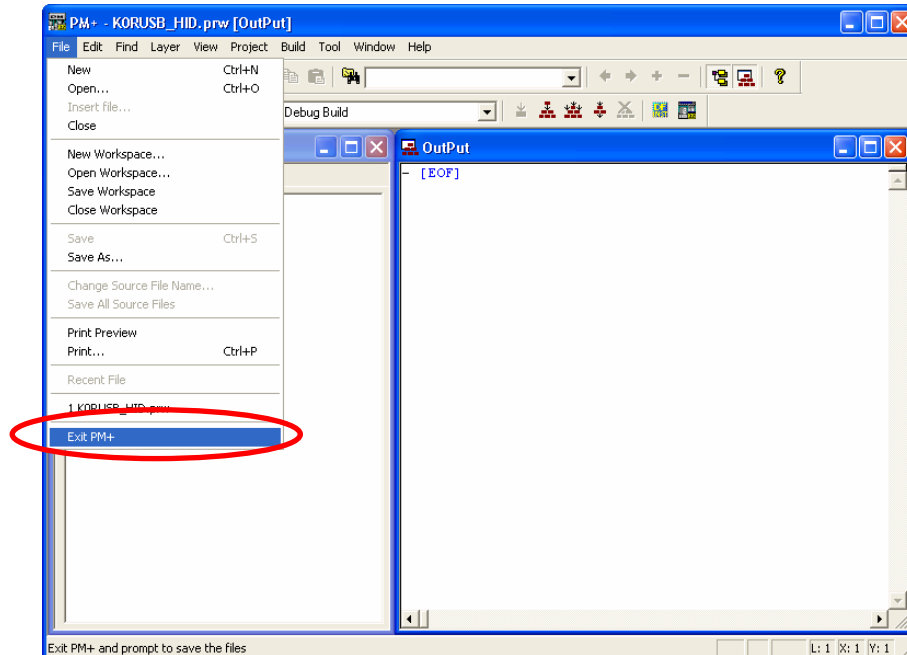 PM+ - K0RUSB_HID.prw [OutPut]
File Edit Find Layer View Project Build Tool Window Help
New Ctrl+N
Open... Ctrl+O
Insert file...
Close
Debug Build
New Workspace...
Open Workspace...
Save Workspace
Close Workspace
Save Ctrl+S
Save As...
Change Source File Name...
Save All Source Files
Print Preview
Print... Ctrl+P
Recent File
1 K0RUSB_HID.prw
Exit PM+
OutPut
[EOF]
Exit PM+ and prompt to save the files
L: 1 X: 1 Y: 1